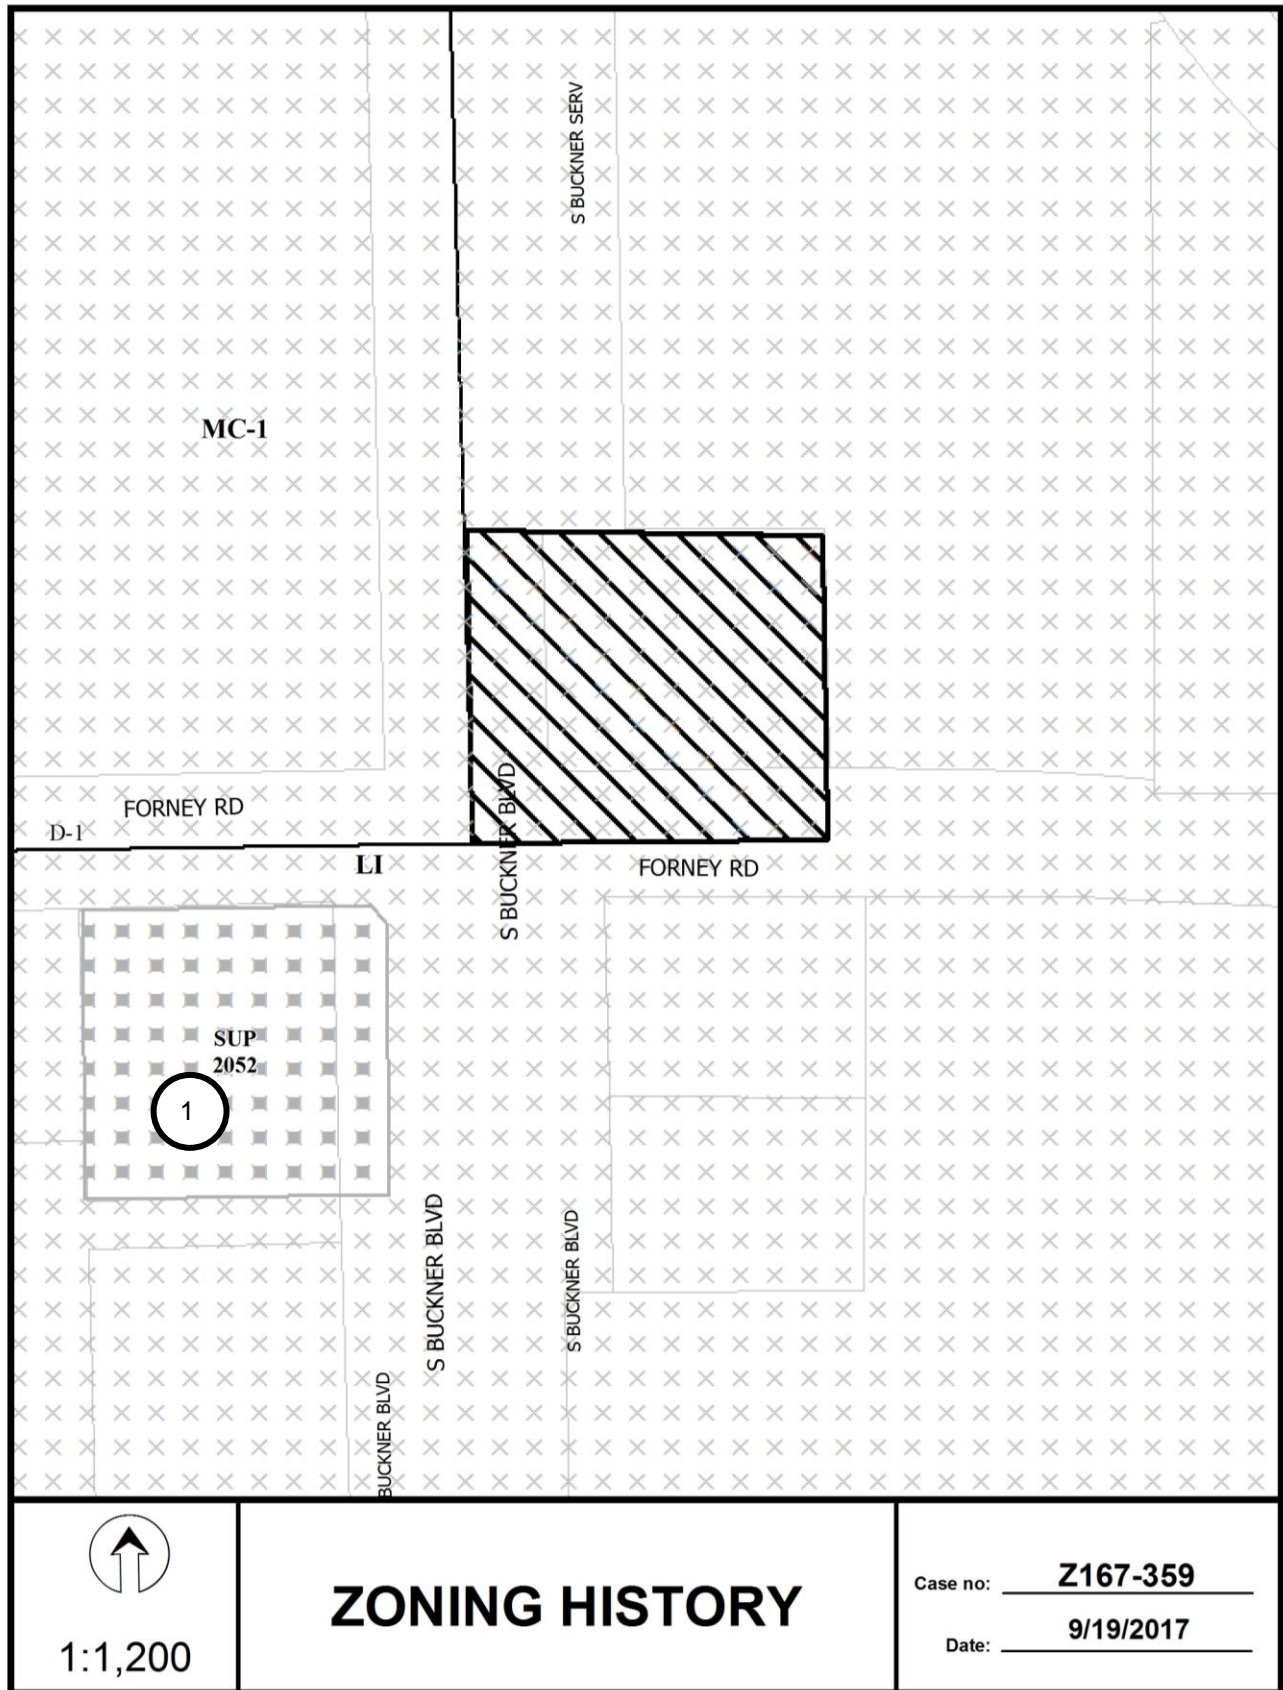 S BUCKNER SERV
MC-1
FORNEY RD
D-1
LI
S BUCKNER BLVD
FORNEY RD
SUP
2052
1
S BUCKNER BLVD
S BUCKNER BLVD
BUCKNER BLVD
1:1,200
ZONING HISTORY
Case no: Z167-359
Date: 9/19/2017